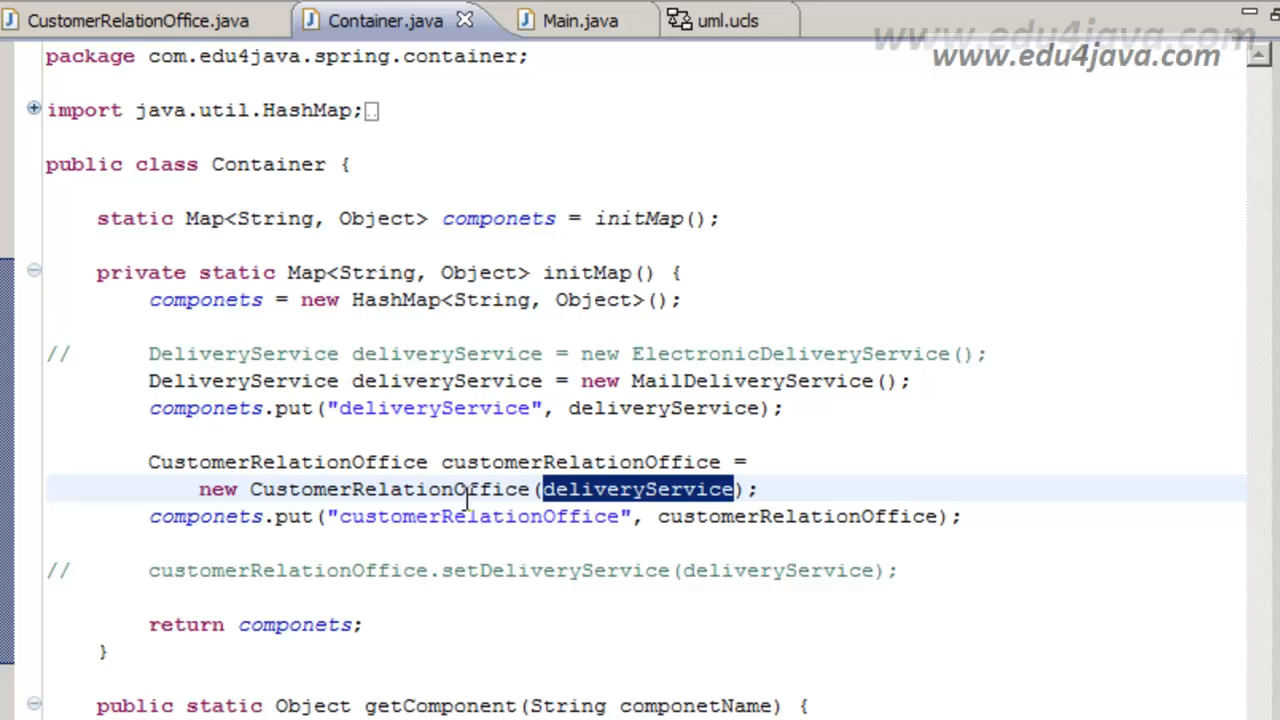 CustomerRelationOffice.java Container.java Main.java uml.ucls
www.edu4java.com
www.edu4java.com
package com.edu4java.spring.container;
import java.util.HashMap;
public class Container {
static Map<String, Object> componets = initMap();
private static Map<String, Object> initMap() {
componets = new HashMap<String, Object>();
// DeliveryService deliveryService = new ElectronicDeliveryService();
DeliveryService deliveryService = new MailDeliveryService();
componets.put("deliveryService", deliveryService);
CustomerRelationOffice customerRelationOffice =
new CustomerRelationOffice(deliveryService);
componets.put("customerRelationOffice", customerRelationOffice);
// customerRelationOffice.setDeliveryService(deliveryService);
return componets;
}
public static Object getComponent(String componetName) {